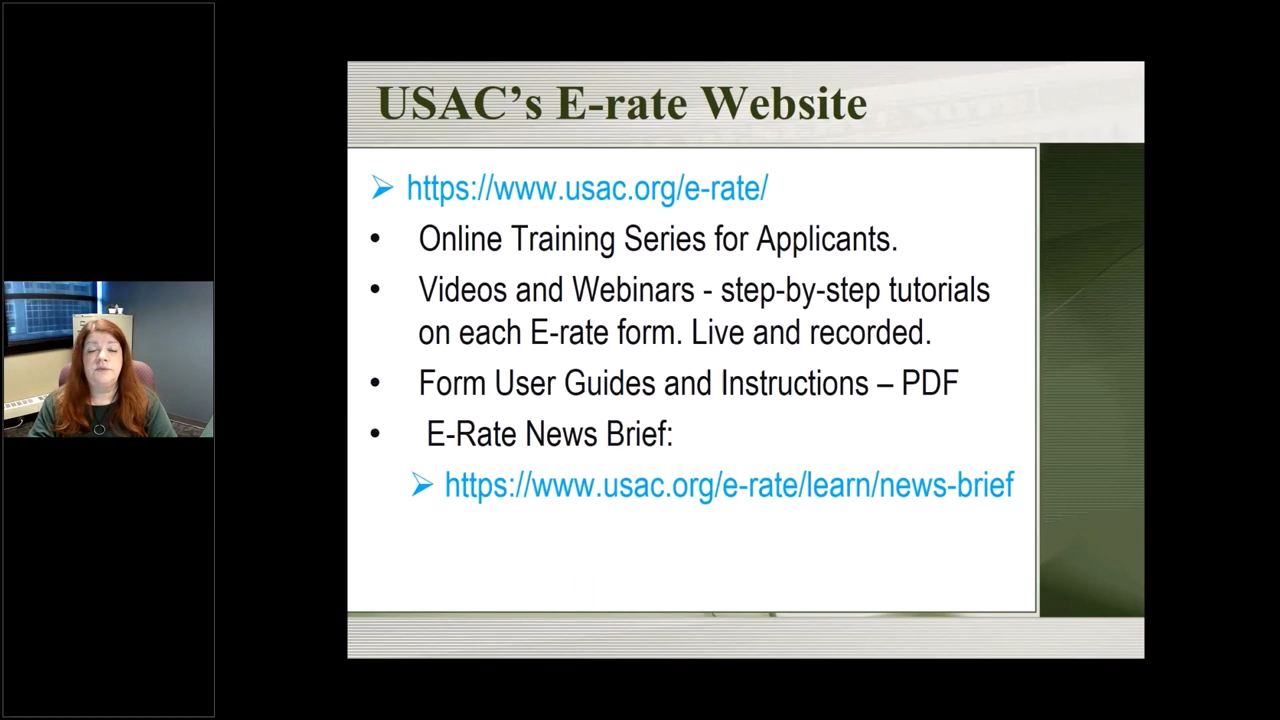 USAC's E-rate Website
➢ https://www.usac.org/e-rate/
• Online Training Series for Applicants.
• Videos and Webinars - step-by-step tutorials
on each E-rate form. Live and recorded.
• Form User Guides and Instructions – PDF
• E-Rate News Brief:
➢ https://www.usac.org/e-rate/learn/news-brief